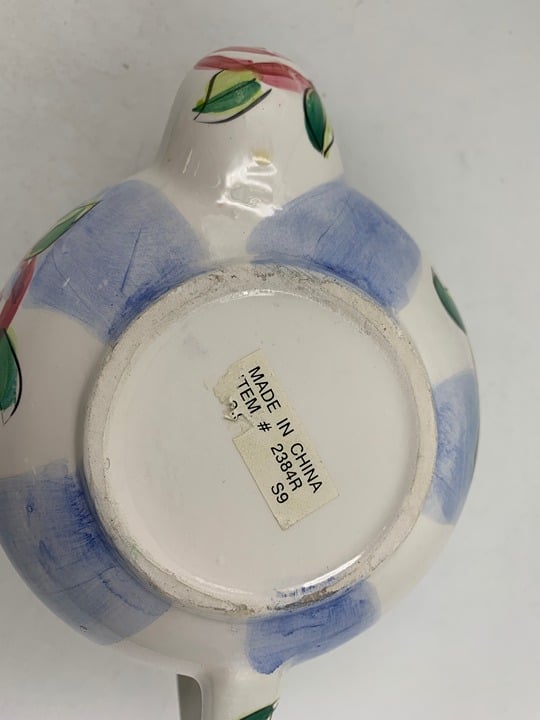 MADE IN CHINA
TEM # 2384R
S9